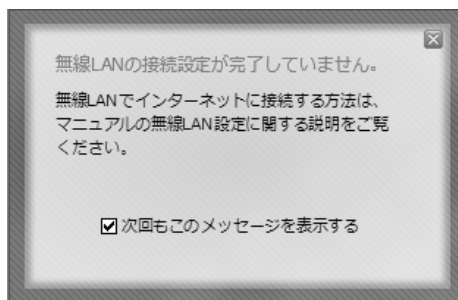 無線LANの接続設定が完了していません。
無線LANでインターネットに接続する方法は、
マニュアルの無線LAN設定に関する説明をご覧
ください。
次回もこのメッセージを表示する